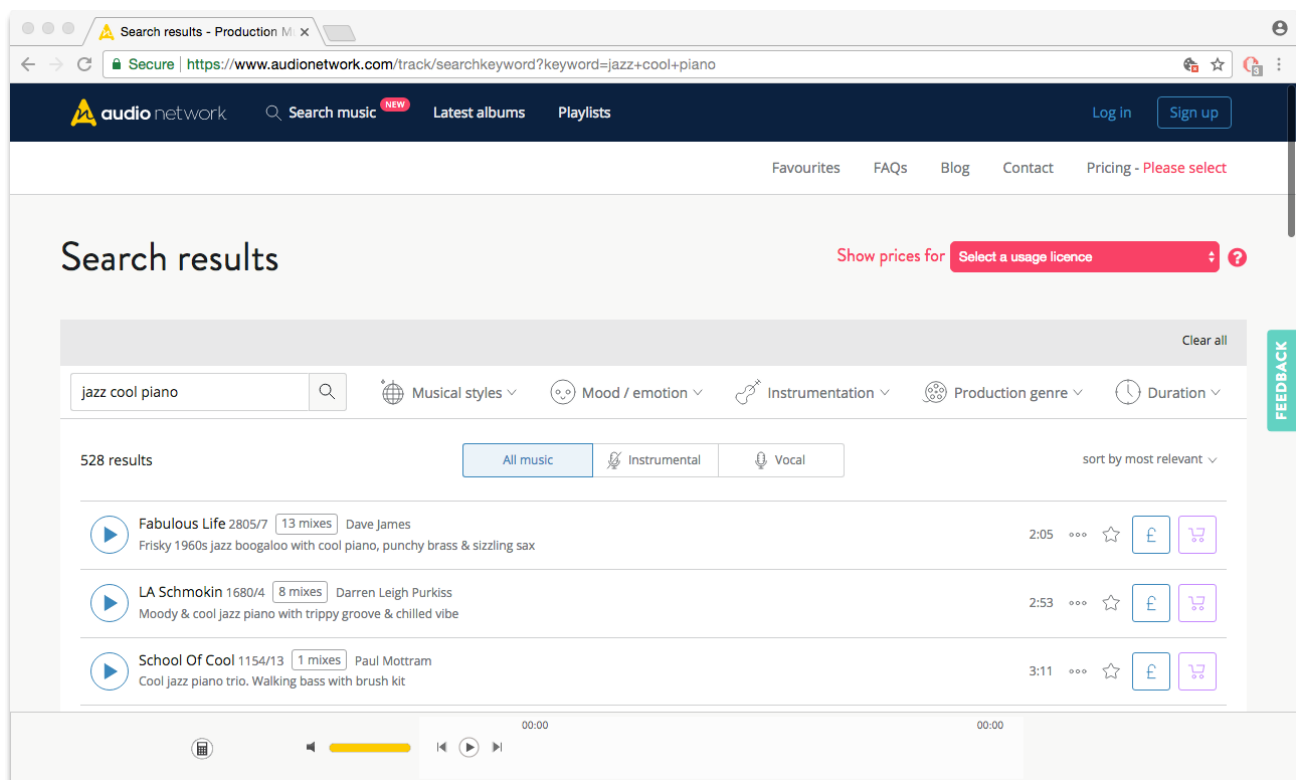 Search results - Production M
Secure | https://www.audionetwork.com/track/searchkeyword?keyword=jazz+cool+piano
3
audio network Search music NEW Latest albums Playlists Log in Sign up
Favourites FAQs Blog Contact Pricing - Please select
Search results Show prices for Select a usage licence ?
Clear all
FEEDBACK
jazz cool piano Musical styles Mood / emotion Instrumentation Production genre Duration
528 results All music Instrumental Vocal sort by most relevant
Fabulous Life 2805/7 13 mixes Dave James
Frisky 1960s jazz boogaloo with cool piano, punchy brass & sizzling sax
2:05 £
LA Schmokin 1680/4 8 mixes Darren Leigh Purkiss
Moody & cool jazz piano with trippy groove & chilled vibe
2:53 £
School Of Cool 1154/13 1 mixes Paul Mottram
Cool jazz piano trio. Walking bass with brush kit
3:11 £
00:00 00:00